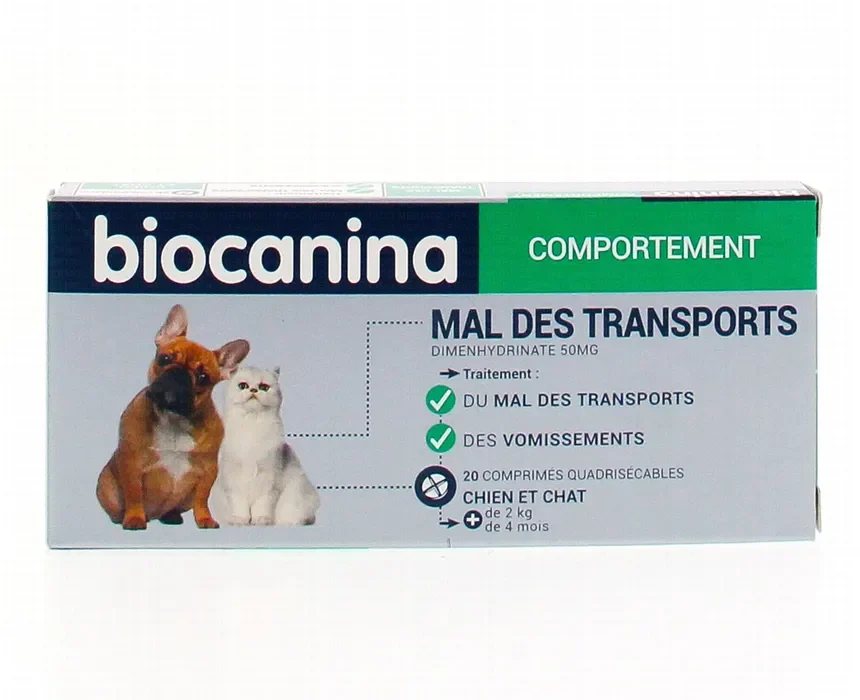 biocanina
biocanina
COMPORTEMENT
MAL DES TRANSPORTS
DIMENHYDRINATE 50MG
Traitement :
DU MAL DES TRANSPORTS
DES VOMISSEMENTS
20 COMPRIMÉS QUADRISÉCABLES
CHIEN ET CHAT
+ de 2 kg
de 4 mois